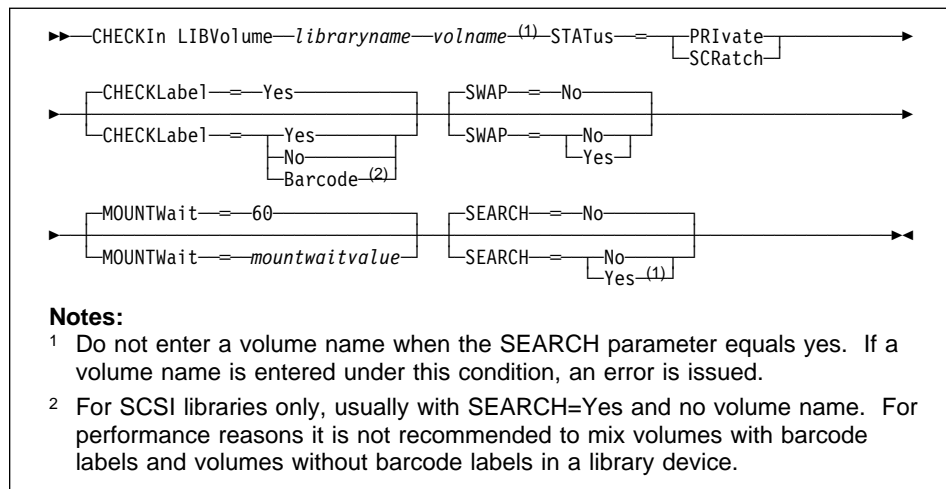 CHECKIn LIBVolume libraryname volname (1) STATus = PRIvate
SCRatch
CHECKLabel = Yes SWAP = No
CHECKLabel = Yes SWAP = No
No Yes
Barcode (2)
MOUNTWait = 60 SEARCH = No
MOUNTWait = mountwaitvalue SEARCH = No
Yes (1)
Notes:
1 Do not enter a volume name when the SEARCH parameter equals yes. If a
volume name is entered under this condition, an error is issued.
2 For SCSI libraries only, usually with SEARCH=Yes and no volume name. For
performance reasons it is not recommended to mix volumes with barcode
labels and volumes without barcode labels in a library device.